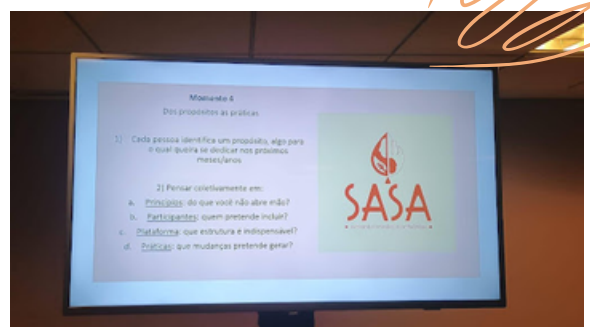 Momento 4
Dos propósitos às práticas
1) Cada pessoa identifica um propósito, algo para
o qual queira se dedicar nos próximos
meses/anos
2) Pensar coletivamente em:
a. Princípios: do que você não abre mão?
b. Participantes: quem pretende incluir?
c. Plataforma: que estrutura é indispensável?
d. Práticas: que mudanças pretende gerar?
SASA